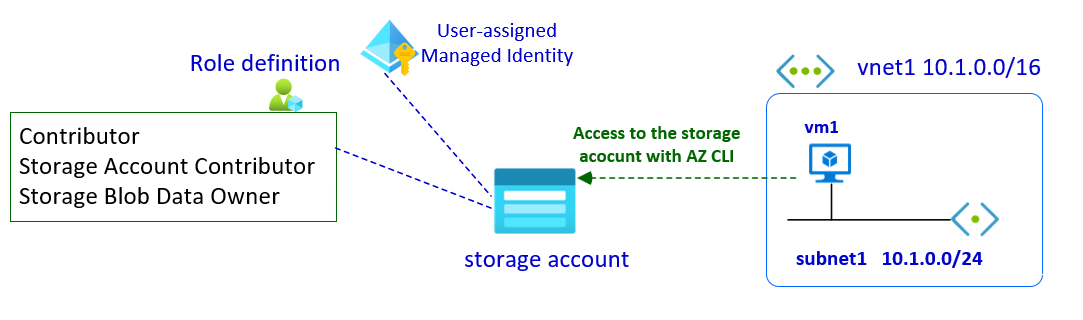 User-assigned
Managed Identity
Role definition
Contributor
Storage Account Contributor
Storage Blob Data Owner
storage account
Access to the storage
acocunt with AZ CLI
vnet1 10.1.0.0/16
vm1
subnet1 10.1.0.0/24